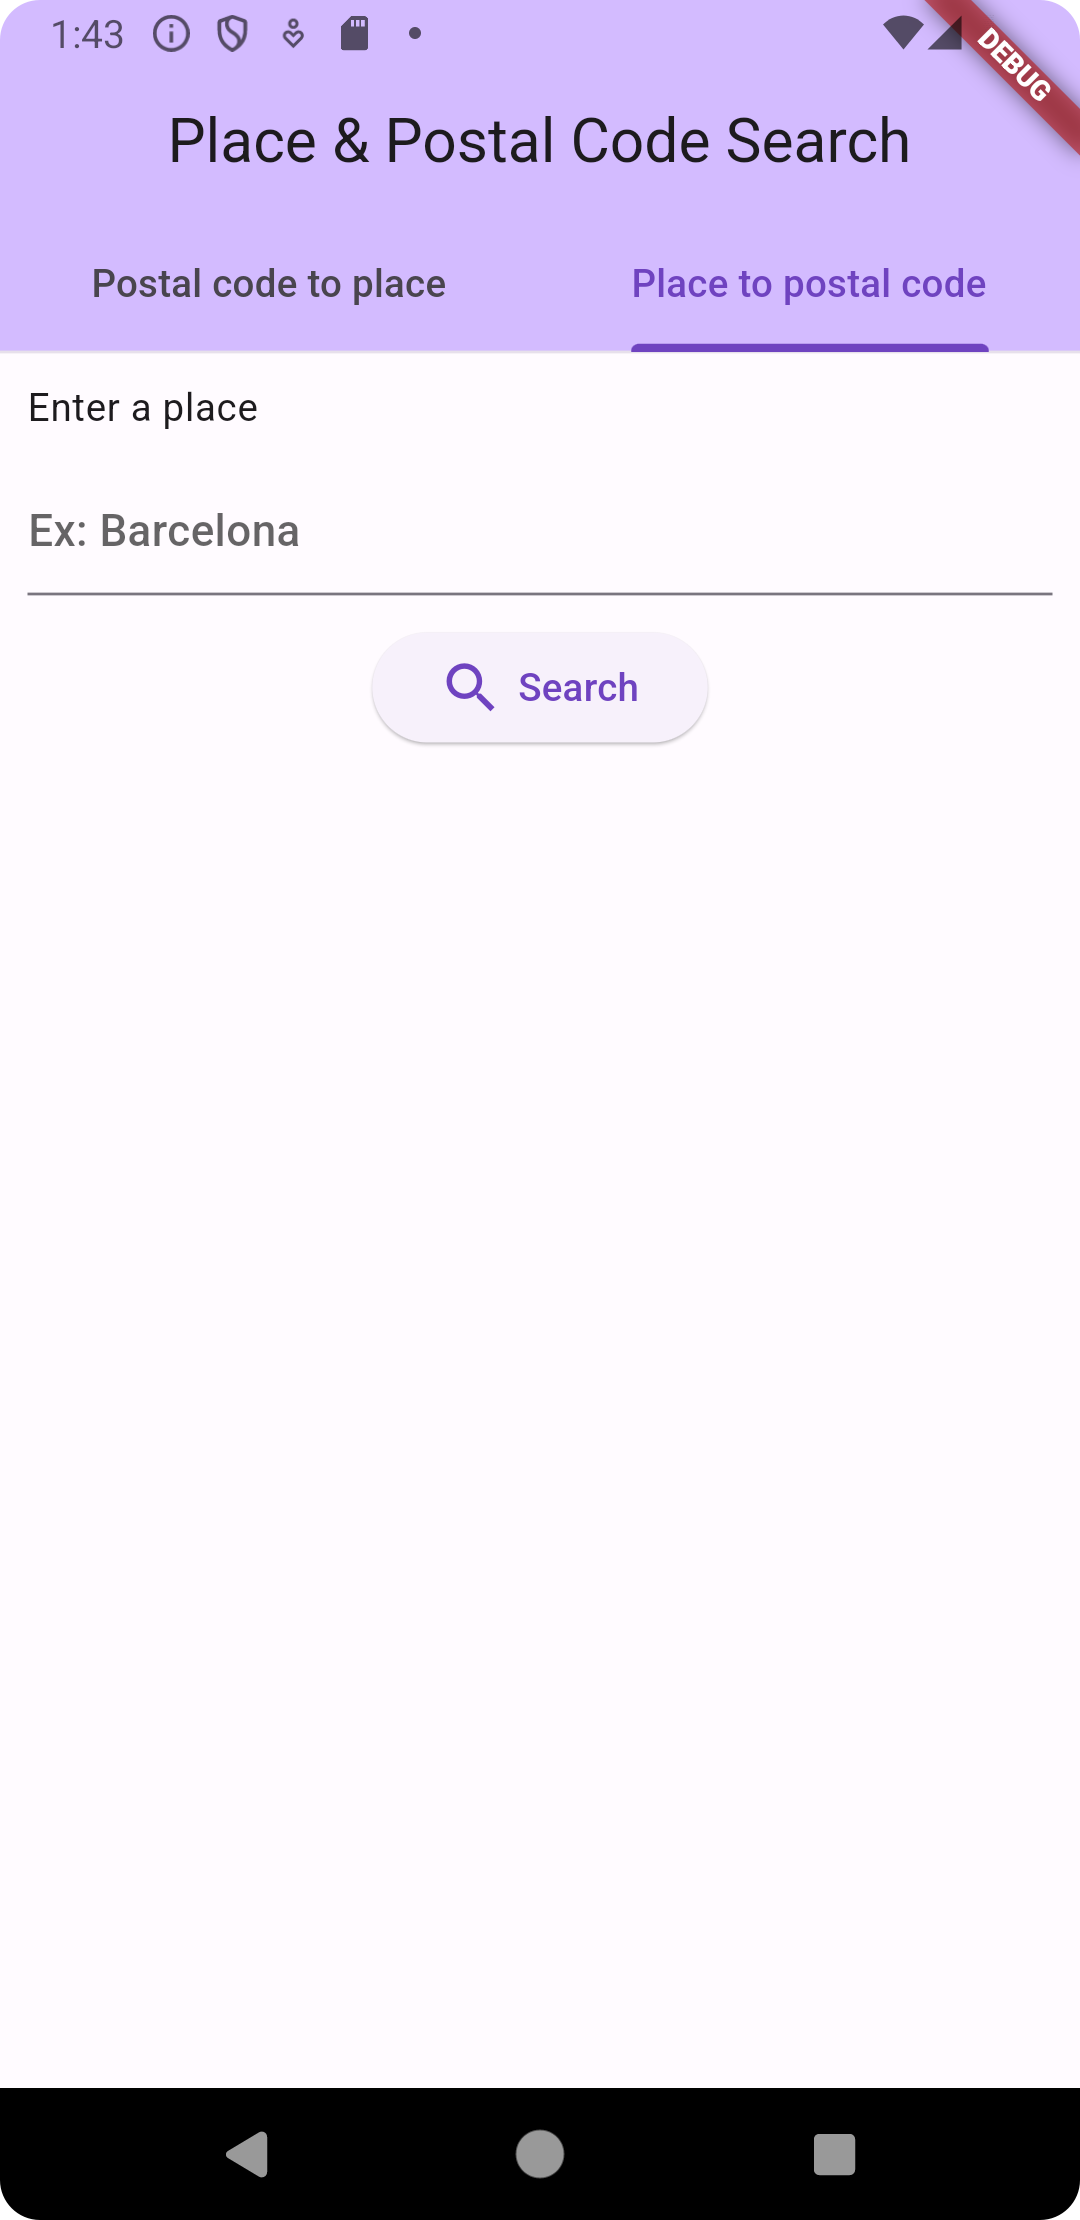 1:43
DEBUG
Place & Postal Code Search
Postal code to place
Place to postal code
Enter a place
Ex: Barcelona
Search